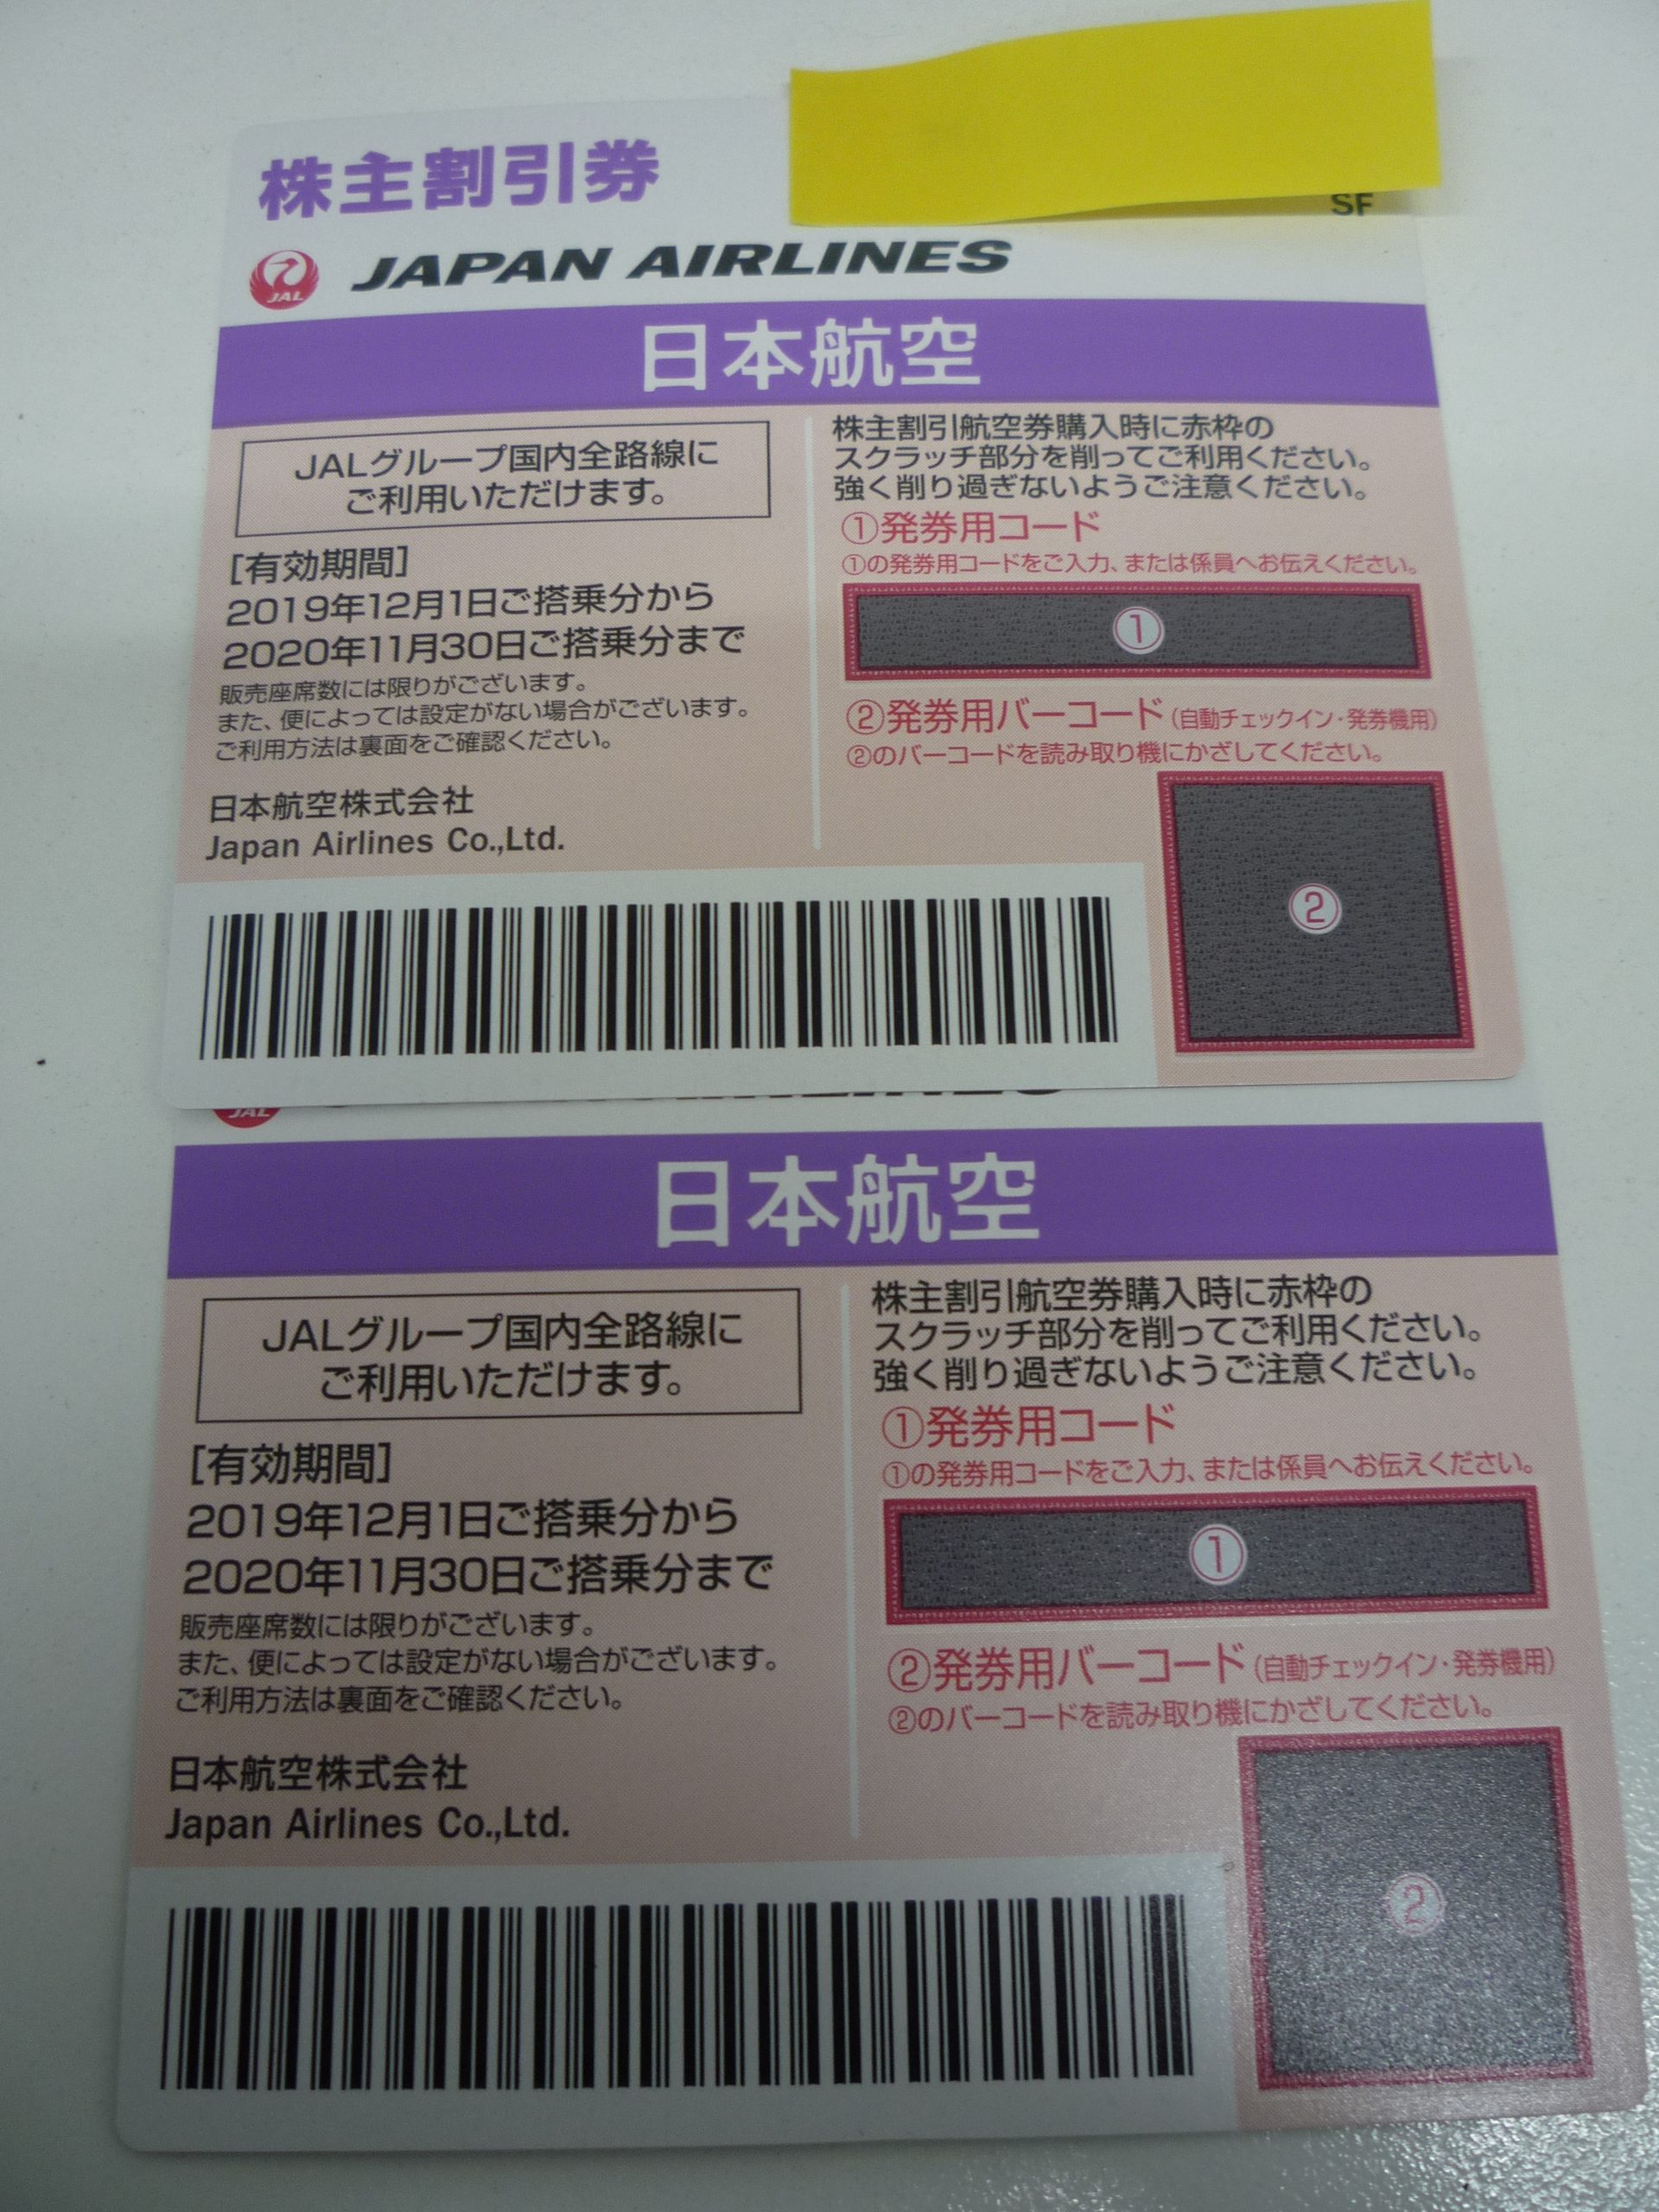 株主割引券
SF
JAL
JAPAN AIRLINES
日本航空
JALグループ国内全路線に
ご利用いただけます。
[有効期間]
2019年12月1日ご搭乗分から
2020年11月30日ご搭乗分まで
販売座席数には限りがございます。
また、便によっては設定がない場合がございます。
ご利用方法は裏面をご確認ください。
日本航空株式会社
Japan Airlines Co.,Ltd.
株主割引航空券購入時に赤枠の
スクラッチ部分を削ってご利用ください。
強く削り過ぎないようご注意ください。
①発券用コード
①の発券用コードをご入力、または係員へお伝えください。
①
②発券用バーコード(自動チェックイン・発券機用)
②のバーコードを読み取り機にかざしてください。
②
JAL
日本航空
JALグループ国内全路線に
ご利用いただけます。
[有効期間]
2019年12月1日ご搭乗分から
2020年11月30日ご搭乗分まで
販売座席数には限りがございます。
また、便によっては設定がない場合がございます。
ご利用方法は裏面をご確認ください。
日本航空株式会社
Japan Airlines Co.,Ltd.
株主割引航空券購入時に赤枠の
スクラッチ部分を削ってご利用ください。
強く削り過ぎないようご注意ください。
①発券用コード
①の発券用コードをご入力、または係員へお伝えください。
①
②発券用バーコード(自動チェックイン・発券機用)
②のバーコードを読み取り機にかざしてください。
②